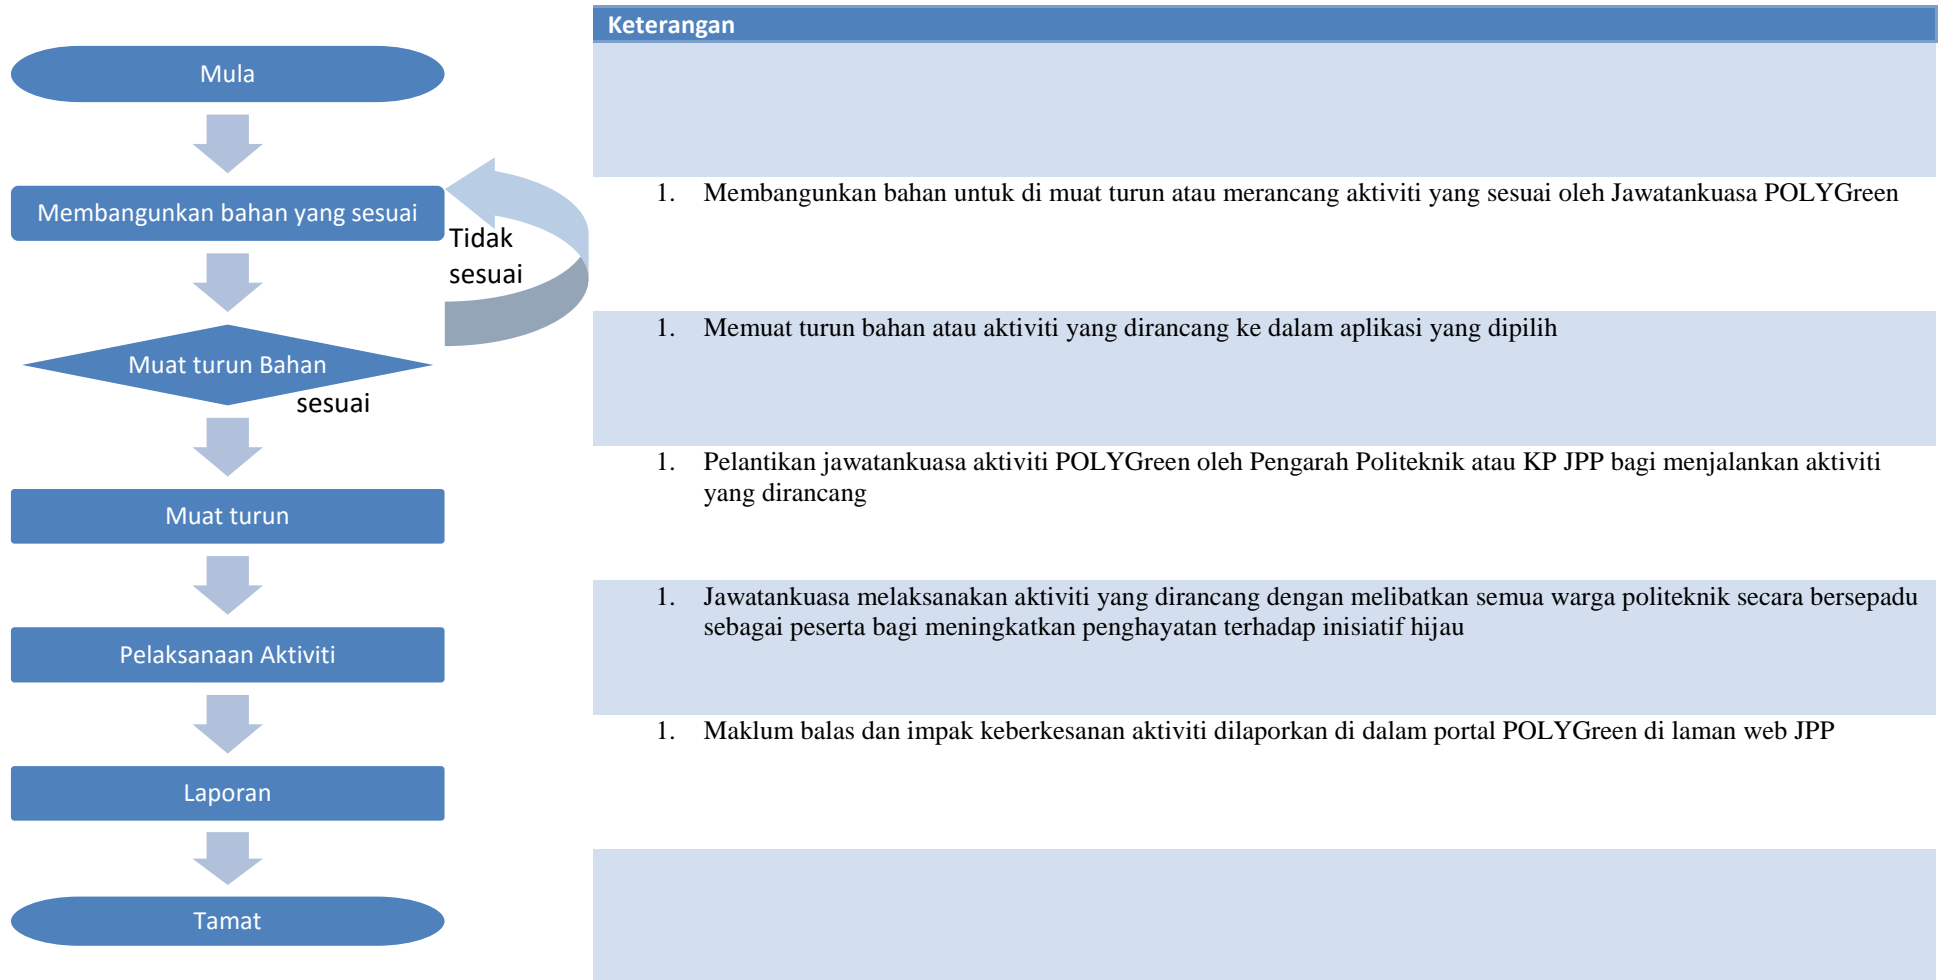 Keterangan
Mula
Membangunkan bahan yang sesuai
1. Membangunkan bahan untuk di muat turun atau merancang aktiviti yang sesuai oleh Jawatankuasa POLYGreen
Tidak
sesuai
Muat turun Bahan
sesuai
1. Memuat turun bahan atau aktiviti yang dirancang ke dalam aplikasi yang dipilih
Muat turun
1. Pelantikan jawatankuasa aktiviti POLYGreen oleh Pengarah Politeknik atau KP JPP bagi menjalankan aktiviti
yang dirancang
Pelaksanaan Aktiviti
1. Jawatankuasa melaksanakan aktiviti yang dirancang dengan melibatkan semua warga politeknik secara bersepadu
sebagai peserta bagi meningkatkan penghayatan terhadap inisiatif hijau
Laporan
1. Maklum balas dan impak keberkesanan aktiviti dilaporkan di dalam portal POLYGreen di laman web JPP
Tamat